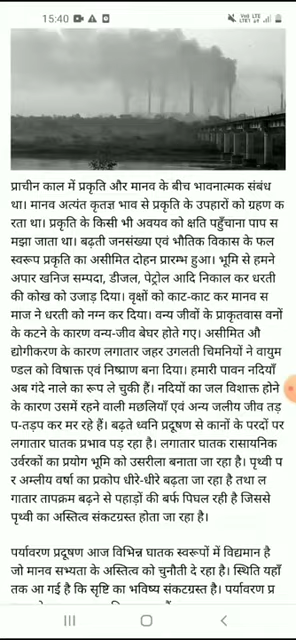 15:40
Vo) LTE
LTE1
प्राचीन काल में प्रकृति और मानव के बीच भावनात्मक संबंध
था। मानव अत्यंत कृतज्ञ भाव से प्रकृति के उपहारों को ग्रहण क
रता था। प्रकृति के किसी भी अवयव को क्षति पहुँचाना पाप स
मझा जाता था। बढ़ती जनसंख्या एवं भौतिक विकास के फल
स्वरूप प्रकृति का असीमित दोहन प्रारम्भ हुआ। भूमि से हमने
अपार खनिज सम्पदा, डीजल, पेट्रोल आदि निकाल कर धरती
की कोख को उजाड़ दिया। वृक्षों को काट-काट कर मानव स
माज ने धरती को नग्न कर दिया। वन्य जीवों के प्राकृतवास वनों
के कटने के कारण वन्य-जीव बेघर होते गए। असीमित औ
द्योगीकरण के कारण लगातार जहर उगलती चिमनियों ने वायुम
ण्डल को विषाक्त एवं निष्प्राण बना दिया। हमारी पावन नदियाँ
अब गंदे नाले का रूप ले चुकी हैं। नदियों का जल विशाक्त होने
के कारण उसमें रहने वाली मछलियाँ एवं अन्य जलीय जीव तड़
प-तड़प कर मर रहे हैं। बढ़ते ध्वनि प्रदूषण से कानों के परदों पर
लगातार घातक प्रभाव पड़ रहा है। लगातार घातक रासायनिक
उर्वरकों का प्रयोग भूमि को उसरीला बनाता जा रहा है। पृथ्वी प
र अम्लीय वर्षा का प्रकोप धीरे-धीरे बढ़ता जा रहा है तथा ल
गातार तापक्रम बढ़ने से पहाड़ों की बर्फ पिघल रही है जिससे
पृथ्वी का अस्तित्व संकटग्रस्त होता जा रहा है।
पर्यावरण प्रदूषण आज विभिन्न घातक स्वरूपों में विद्यमान है
जो मानव सभ्यता के अस्तित्व को चुनौती दे रहा है। स्थिति यहाँ
तक आ गई है कि सृष्टि का भविष्य संकटग्रस्त है। पर्यावरण प्र